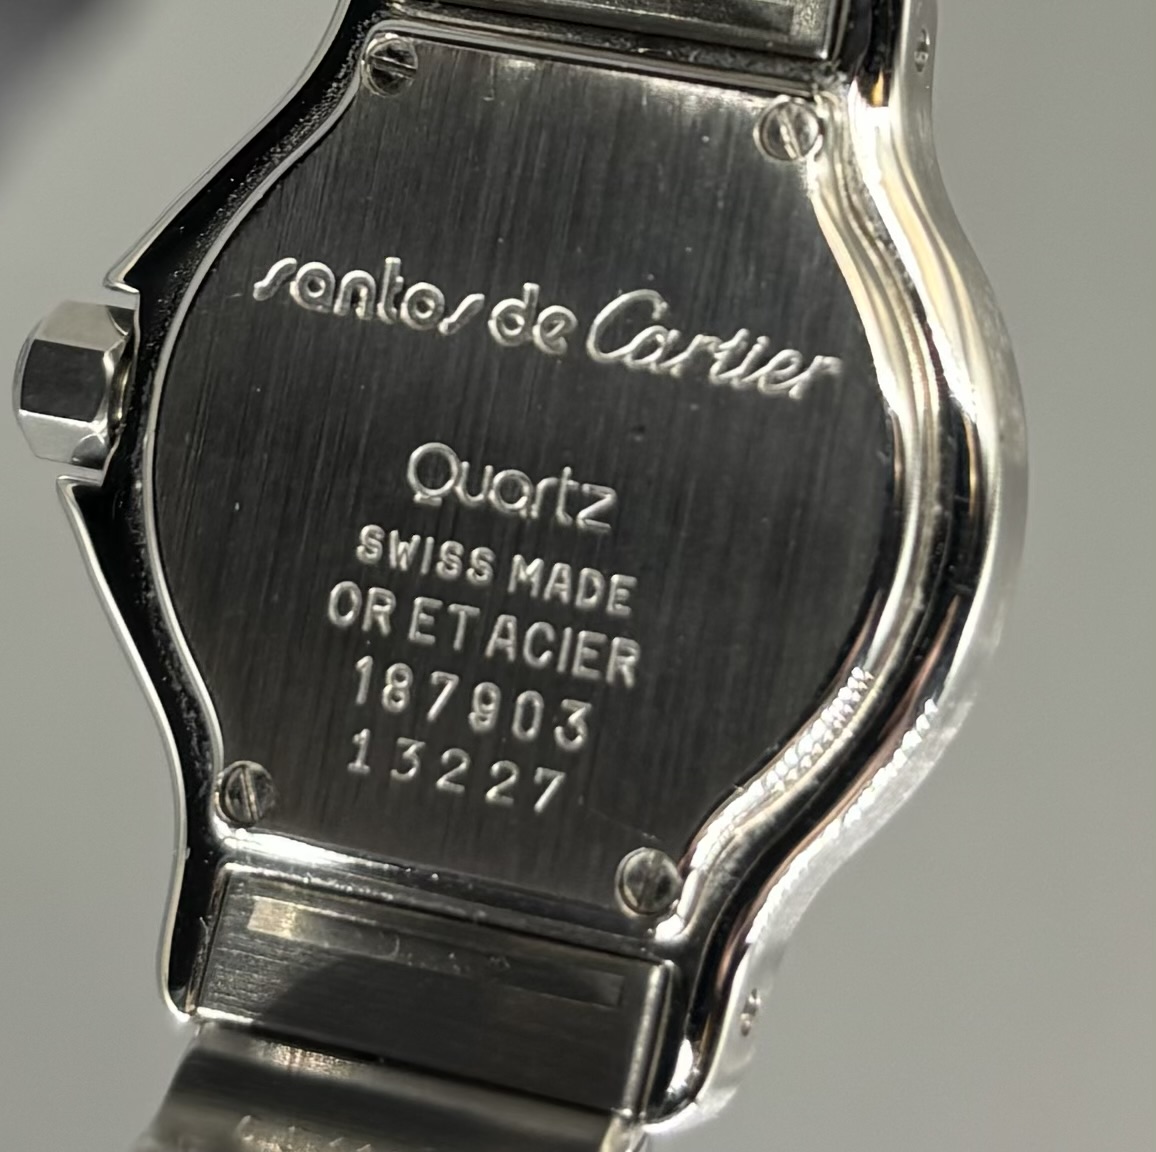 santos de Cartier
Quartz
SWISS MADE
OR ET ACIER
187903
13227